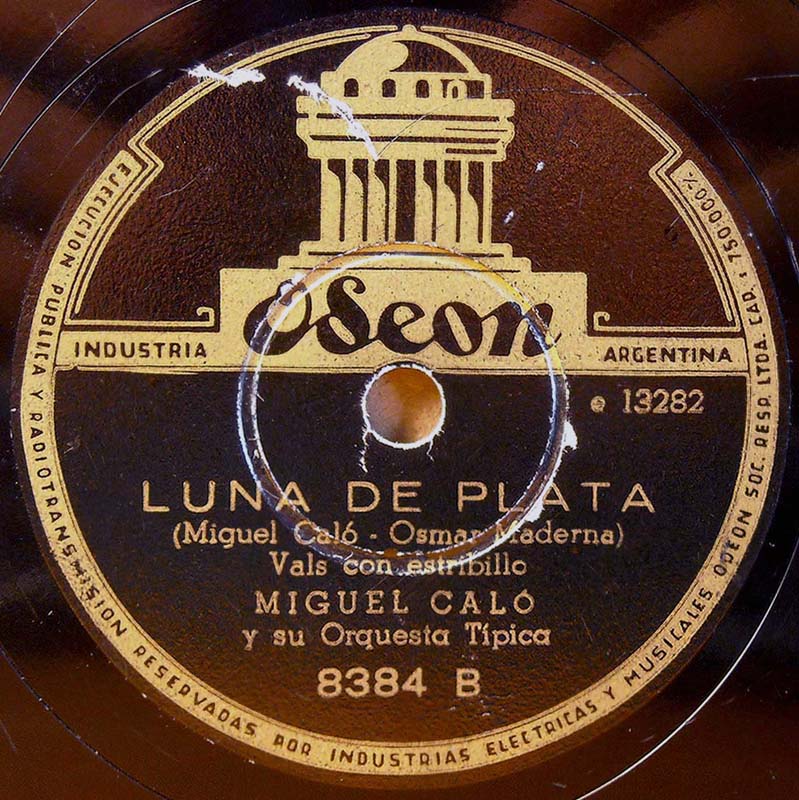 Odeon
INDUSTRIA
ARGENTINA
e 13282
LUNA DE PLATA
(Miguel Caló - Osmar Maderna)
Vals con estribillo
MIGUEL CALÓ
y su Orquesta Típica
8384 B
EJECUCION PUBLICA Y RADIOTRANSMISION RESERVADAS POR INDUSTRIAS ELECTRICAS Y MUSICALES ODEON SOC. RESP. LTDA. CAP. $ 750.000 m/n